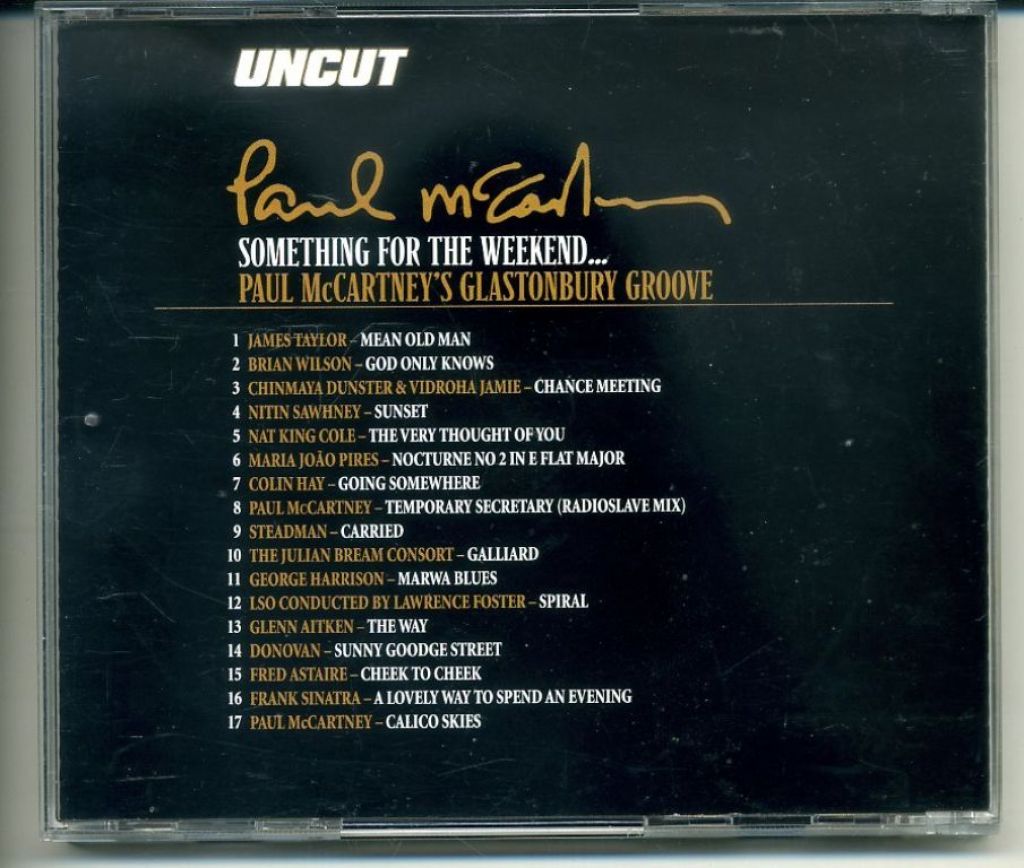 UNCUT
Paul McCartney
SOMETHING FOR THE WEEKEND...
PAUL McCARTNEY'S GLASTONBURY GROOVE
1 JAMES TAYLOR – MEAN OLD MAN
2 BRIAN WILSON – GOD ONLY KNOWS
3 CHINMAYA DUNSTER & VIDROHA JAMIE – CHANCE MEETING
4 NITIN SAWHNEY – SUNSET
5 NAT KING COLE – THE VERY THOUGHT OF YOU
6 MARIA JOÃO PIRES – NOCTURNE NO 2 IN E FLAT MAJOR
7 COLIN HAY – GOING SOMEWHERE
8 PAUL McCARTNEY – TEMPORARY SECRETARY (RADIOSLAVE MIX)
9 STEADMAN – CARRIED
10 THE JULIAN BREAM CONSORT – GALLIARD
11 GEORGE HARRISON – MARWA BLUES
12 LSO CONDUCTED BY LAWRENCE FOSTER – SPIRAL
13 GLENN AITKEN – THE WAY
14 DONOVAN – SUNNY GOODGE STREET
15 FRED ASTAIRE – CHEEK TO CHEEK
16 FRANK SINATRA – A LOVELY WAY TO SPEND AN EVENING
17 PAUL McCARTNEY – CALICO SKIES